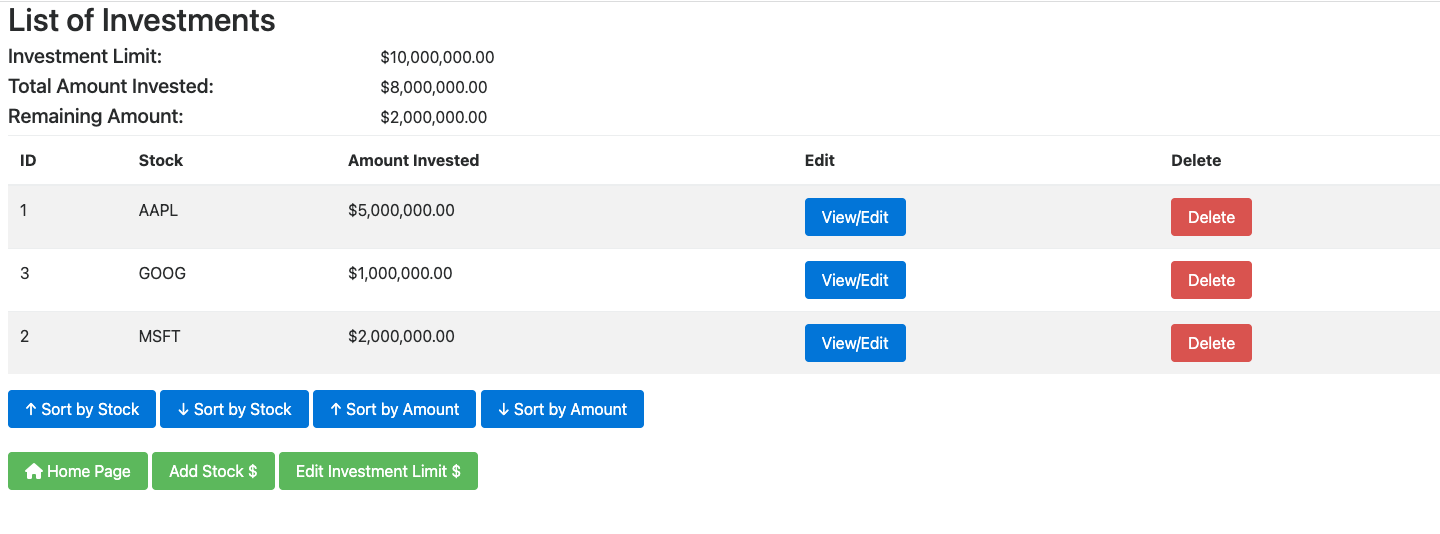 List of Investments
Investment Limit: $10,000,000.00
Total Amount Invested: $8,000,000.00
Remaining Amount: $2,000,000.00
ID Stock Amount Invested Edit Delete
1 AAPL $5,000,000.00 View/Edit Delete
3 GOOG $1,000,000.00 View/Edit Delete
2 MSFT $2,000,000.00 View/Edit Delete
↑ Sort by Stock ↓ Sort by Stock ↑ Sort by Amount ↓ Sort by Amount
Home Page Add Stock $ Edit Investment Limit $